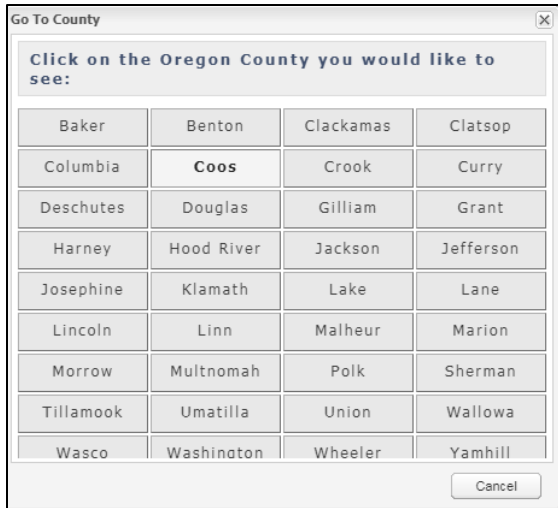 Go To County
Click on the Oregon County you would like to
see:
Baker Benton Clackamas Clatsop
Columbia Coos Crook Curry
Deschutes Douglas Gilliam Grant
Harney Hood River Jackson Jefferson
Josephine Klamath Lake Lane
Lincoln Linn Malheur Marion
Morrow Multnomah Polk Sherman
Tillamook Umatilla Union Wallowa
Wasco Washington Wheeler Yamhill
Cancel